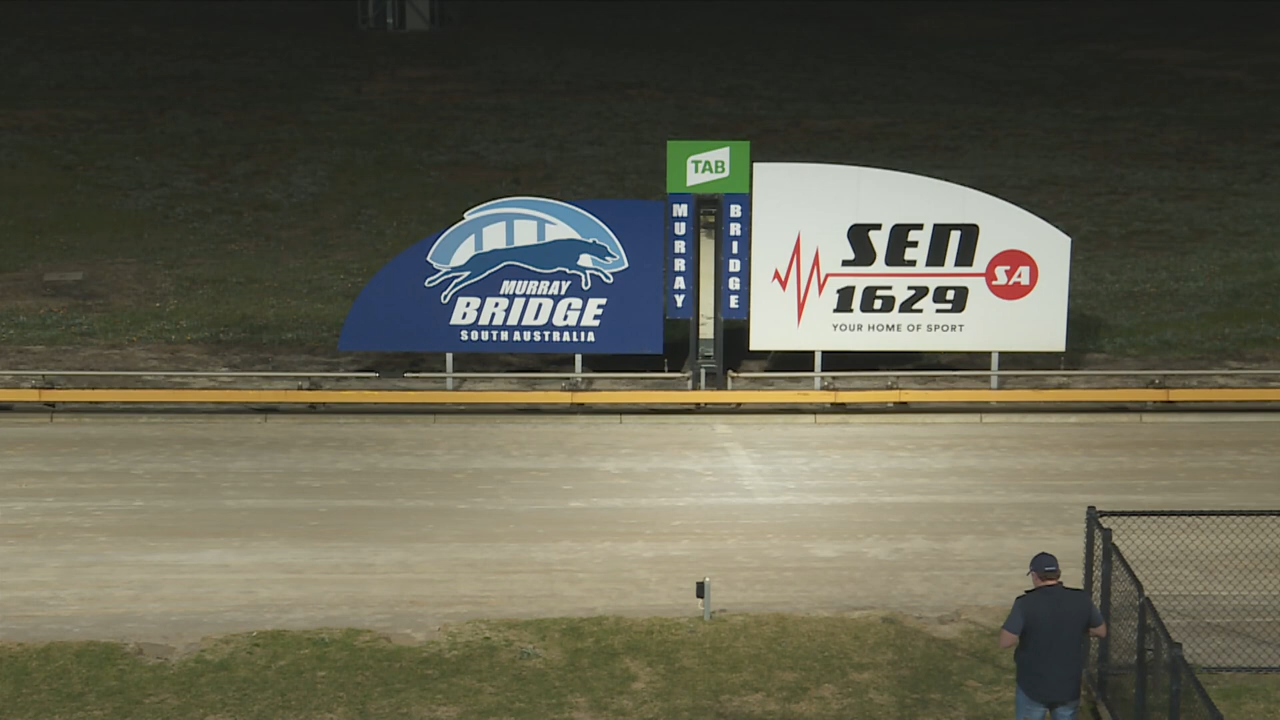 TAB
MURRAY
BRIDGE
MURRAY
BRIDGE
SOUTH AUSTRALIA
SEN
SA
1629
YOUR HOME OF SPORT